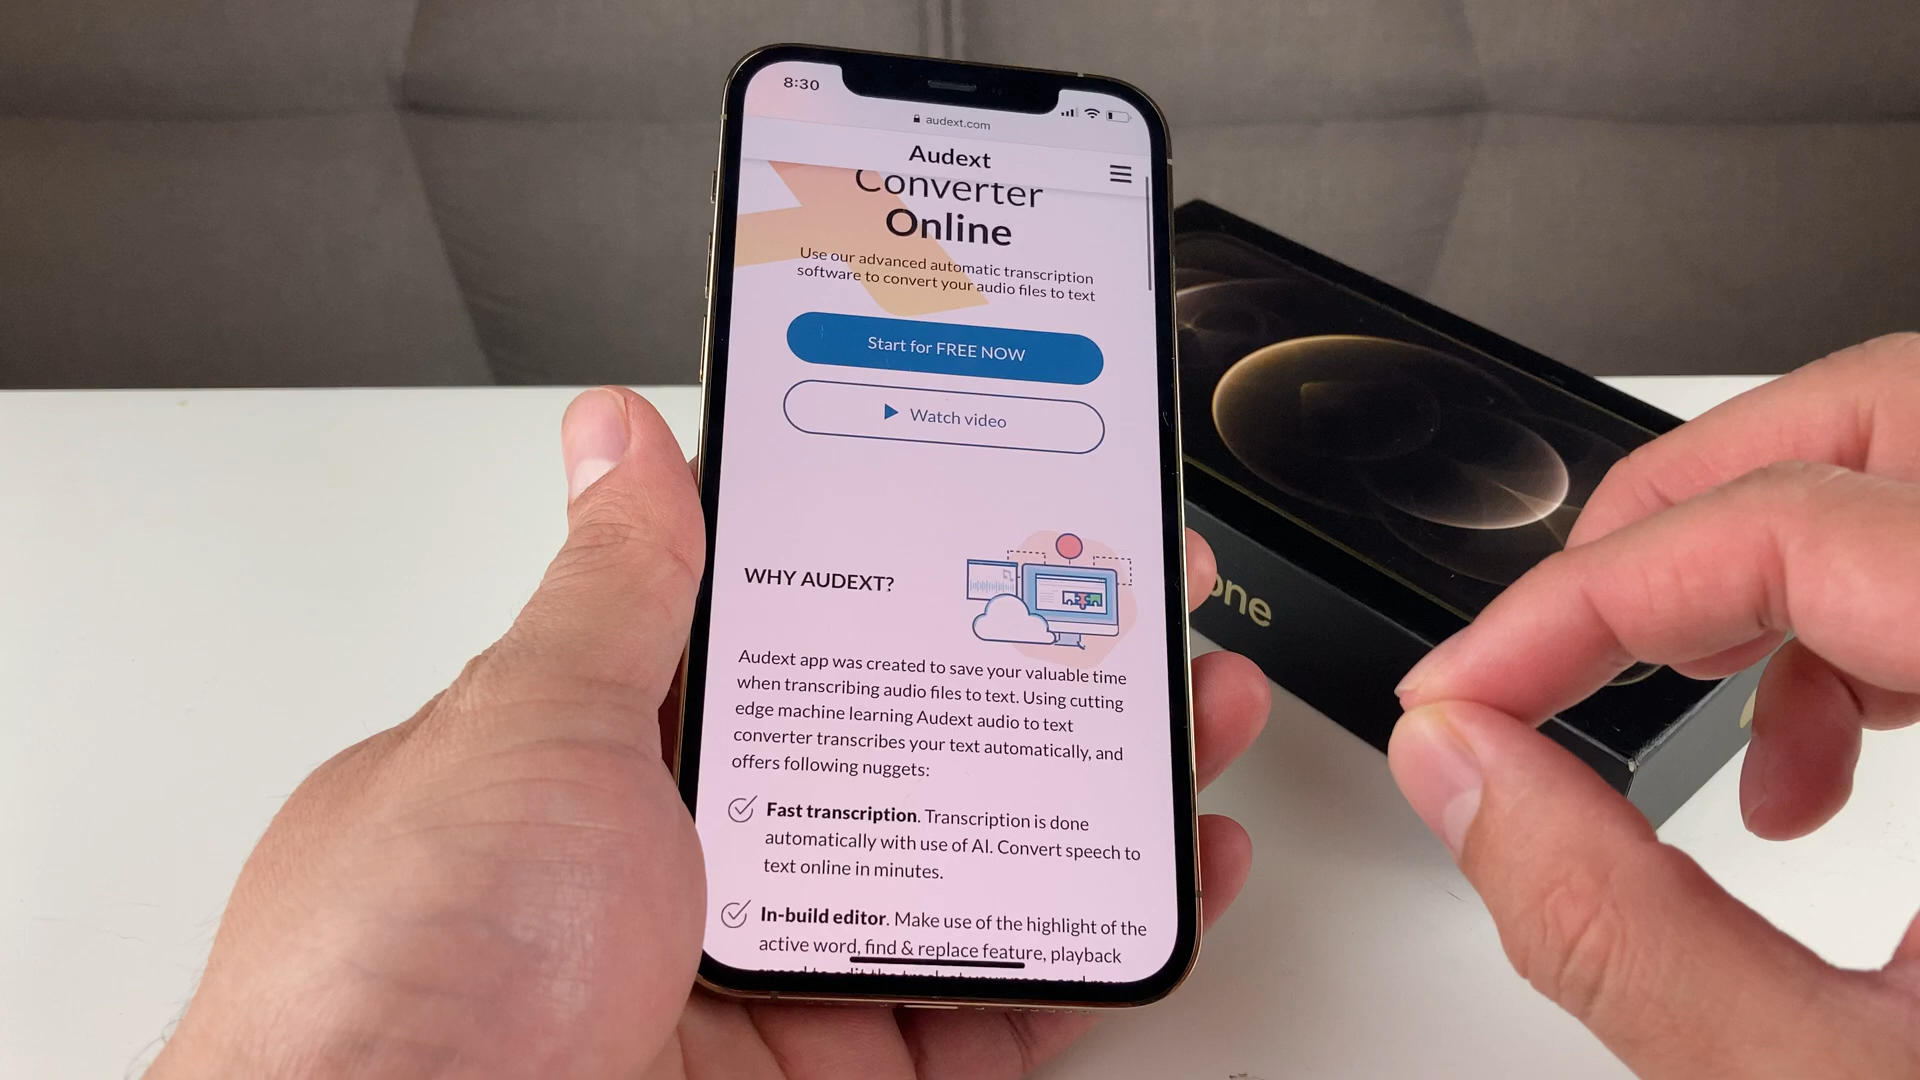 8:30
audext.com
Audext
Converter
Online
Use our advanced automatic transcription
software to convert your audio files to text
Start for FREE NOW
Watch video
WHY AUDEXT?
Audext app was created to save your valuable time
when transcribing audio files to text. Using cutting
edge machine learning Audext audio to text
converter transcribes your text automatically, and
offers following nuggets:
Fast transcription. Transcription is done
automatically with use of AI. Convert speech to
text online in minutes.
In-build editor. Make use of the highlight of the
active word, find & replace feature, playback
one